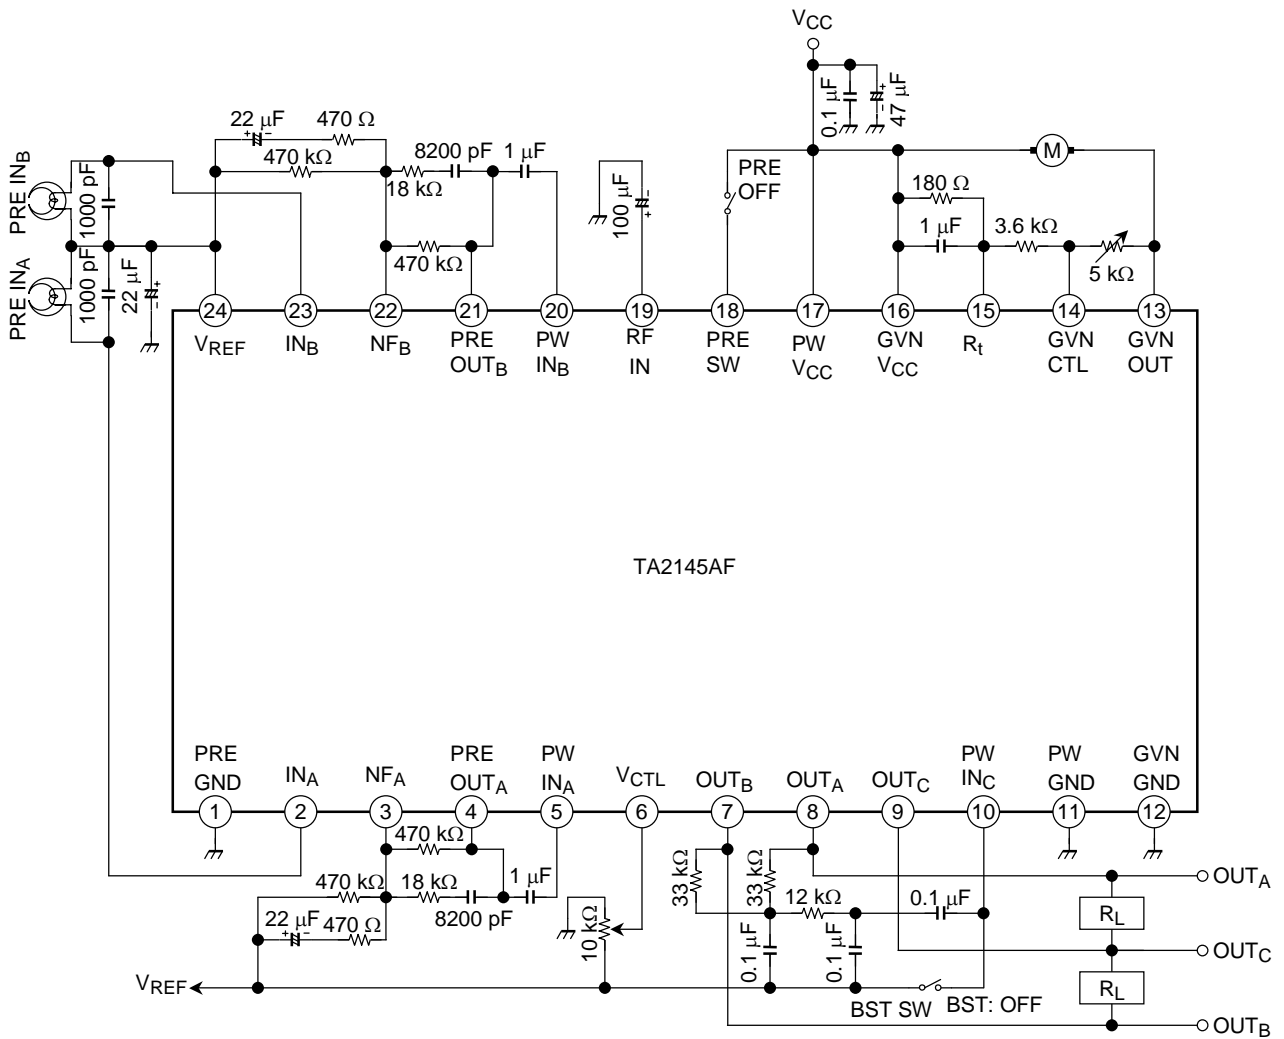 V_CC
0.1 μF
47 μF
22 μF
470 Ω
470 kΩ
8200 pF
1 μF
18 kΩ
470 kΩ
100 μF
PRE
OFF
M
180 Ω
1 μF
3.6 kΩ
5 kΩ
PRE IN_B
1000 pF
PRE IN_A
1000 pF
22 μF
24
23
22
21
20
19
18
17
16
15
14
13
V_REF
IN_B
NF_B
PRE
OUT_B
PW
IN_B
RF
IN
PRE
SW
PW
V_CC
GVN
V_CC
R_t
GVN
CTL
GVN
OUT
TA2145AF
PRE
GND
IN_A
NF_A
PRE
OUT_A
PW
IN_A
V_CTL
OUT_B
OUT_A
OUT_C
PW
IN_C
PW
GND
GVN
GND
1
2
3
4
5
6
7
8
9
10
11
12
470 kΩ
470 kΩ
18 kΩ
1 μF
8200 pF
22 μF
470 Ω
10 kΩ
33 kΩ
33 kΩ
12 kΩ
0.1 μF
0.1 μF
0.1 μF
V_REF
BST SW
BST: OFF
OUT_A
R_L
OUT_C
R_L
OUT_B